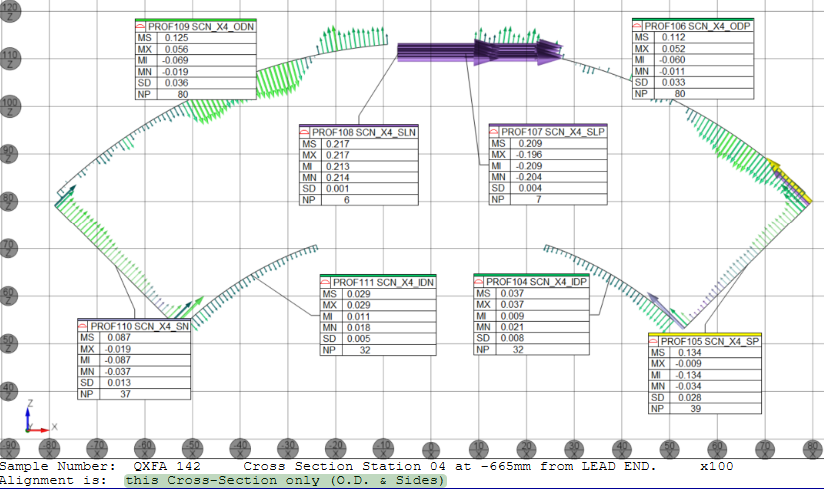 120
Z
110
Z
100
Z
90
Z
80
Z
70
Z
60
Z
50
Z
40
Z
PROF109 SCN_X4_ODN
MS 0.125
MX 0.056
MI -0.069
MN -0.019
SD 0.036
NP 80
PROF106 SCN_X4_ODP
MS 0.112
MX 0.052
MI -0.060
MN -0.011
SD 0.033
NP 80
PROF108 SCN_X4_SLN
MS 0.217
MX 0.217
MI 0.213
MN 0.214
SD 0.001
NP 6
PROF107 SCN_X4_SLP
MS 0.209
MX -0.196
MI -0.209
MN -0.204
SD 0.004
NP 7
PROF111 SCN_X4_IDN
MS 0.029
MX 0.029
MI 0.011
MN 0.018
SD 0.005
NP 32
PROF104 SCN_X4_IDP
MS 0.037
MX 0.037
MI 0.009
MN 0.021
SD 0.008
NP 32
PROF110 SCN_X4_SN
MS 0.087
MX -0.019
MI -0.087
MN -0.037
SD 0.013
NP 37
PROF105 SCN_X4_SP
MS 0.134
MX -0.009
MI -0.134
MN -0.034
SD 0.028
NP 39
Z
Y X
-90 -80 -70 -60 -50 -40 -30 -20 -10 0 10 20 30 40 50 60 70 80
X X X X X X X X X X X X X X X X X X
Sample Number: QXFA 142 Cross Section Station 04 at -665mm from LEAD END. x100
Alignment is: this Cross-Section only (O.D. & Sides)